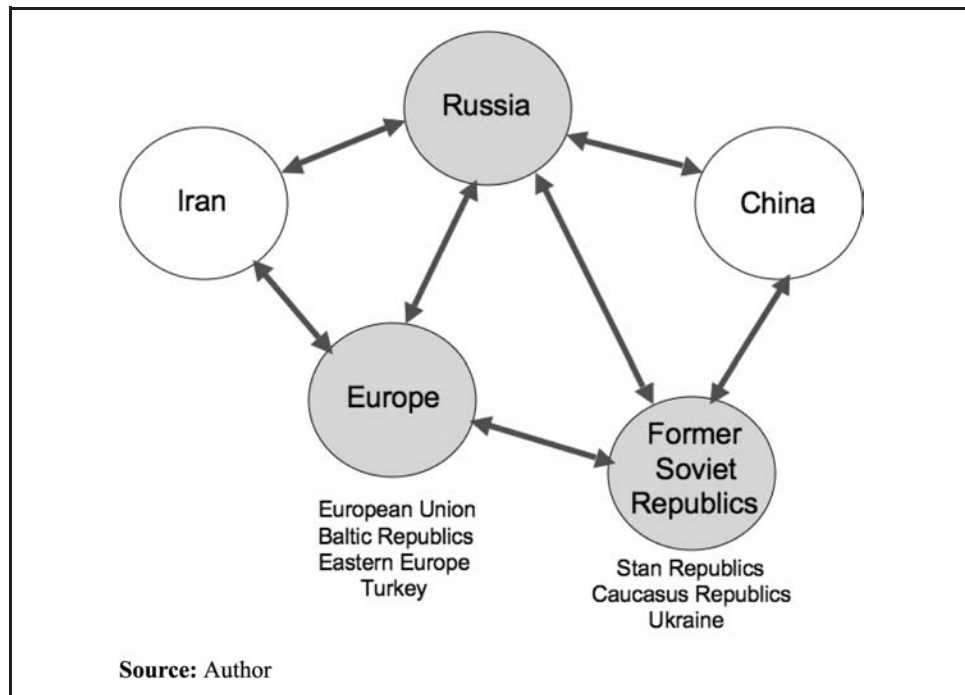 Russia
Iran
China
Europe
Former
Soviet
Republics
European Union
Baltic Republics
Eastern Europe
Turkey
Stan Republics
Caucasus Republics
Ukraine
Source: Author